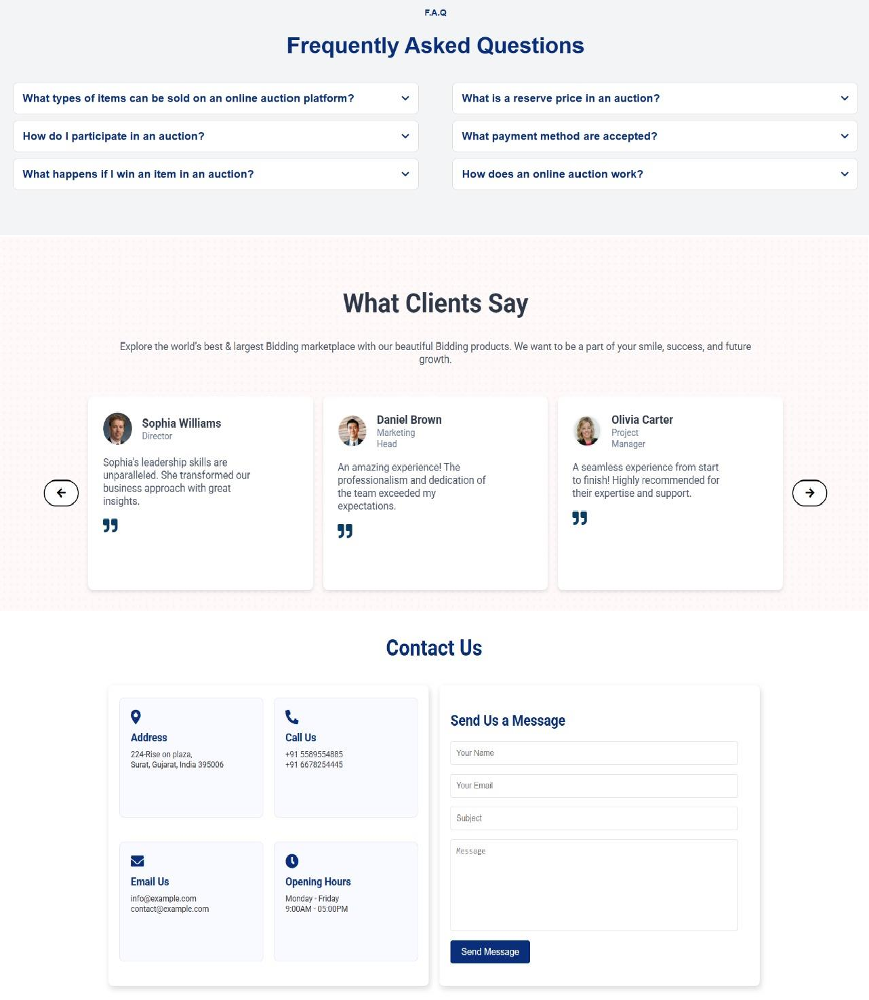 F.A.Q
Frequently Asked Questions
What types of items can be sold on an online auction platform?
What is a reserve price in an auction?
How do I participate in an auction?
What payment method are accepted?
What happens if I win an item in an auction?
How does an online auction work?
What Clients Say
Explore the world's best & largest Bidding marketplace with our beautiful Bidding products. We want to be a part of your smile, success, and future
growth.
Sophia Williams
Director
Sophia's leadership skills are
unparalleled. She transformed our
business approach with great
insights.
Daniel Brown
Marketing
Head
An amazing experience! The
professionalism and dedication of
the team exceeded my
expectations.
Olivia Carter
Project
Manager
A seamless experience from start
to finish! Highly recommended for
their expertise and support.
Contact Us
Address
224-Rise on plaza,
Surat, Gujarat, India 395006
Call Us
+91 5589554885
+91 6678254445
Email Us
info@example.com
contact@example.com
Opening Hours
Monday - Friday
9:00AM - 05:00PM
Send Us a Message
Your Name
Your Email
Subject
Message
Send Message